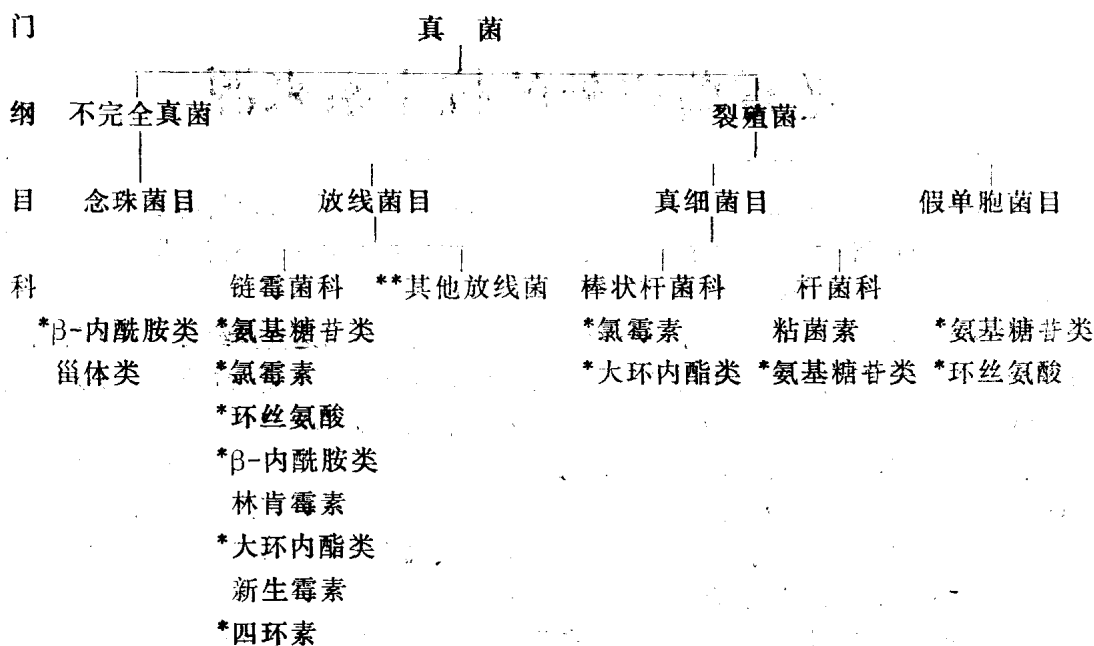 门 真 菌
纲 不完全真菌 裂殖菌
目 念珠菌目 放线菌目 真细菌目 假单胞菌目
科 链霉菌科 **其他放线菌 棒状杆菌科 杆菌科
*β-内酰胺类 *氨基糖苷类 *氯霉素 粘菌素 *氨基糖苷类
甾体类 *氯霉素 *大环内酯类 *氨基糖苷类 *环丝氨酸
*环丝氨酸
*β-内酰胺类
林肯霉素
*大环内酯类
新生霉素
*四环素